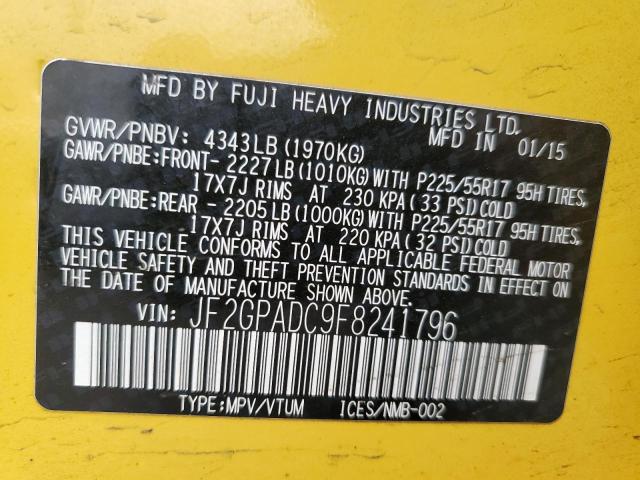 MFD BY FUJI HEAVY INDUSTRIES LTD.
MFD IN 01/15
GVWR/PNBV: 4343LB(1970KG)
GAWR/PNBE:FRONT- 2227LB(1010KG)WITH P225/55R17 95H TIRES,
17X7J RIMS AT 230 KPA(33 PSI)COLD
GAWR/PNBE:REAR - 2205LB(1000KG)WITH P225/55R17 95H TIRES,
17X7J RIMS AT 220 KPA(32 PSI)COLD
THIS VEHICLE CONFORMS TO ALL APPLICABLE FEDERAL MOTOR
VEHICLE SAFETY AND THEFT PREVENTION STANDARDS IN EFFECT ON
THE DATE OF MANUFACTURE SHOWN ABOVE.
VIN: JF2GPADC9F8241796
TYPE:MPV/VTUM ICES/NMB-002